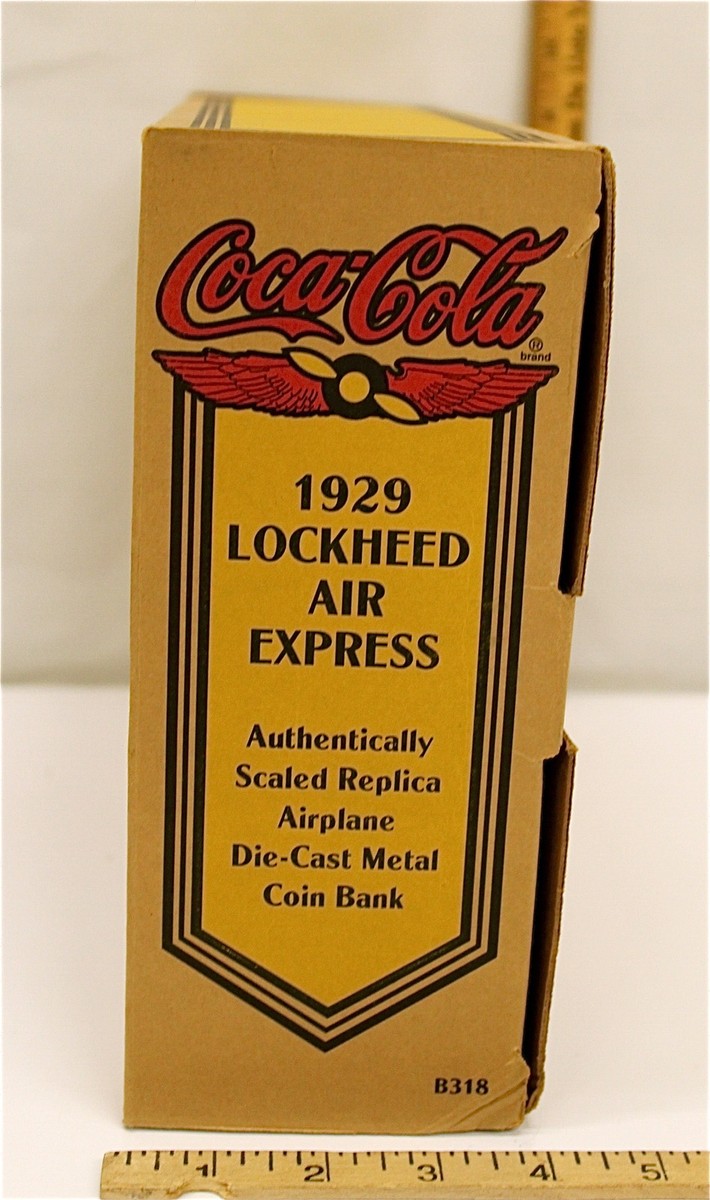 Coca-Cola
®
brand
1929
LOCKHEED
AIR
EXPRESS
Authentically
Scaled Replica
Airplane
Die-Cast Metal
Coin Bank
B318
1 2 3 4 5